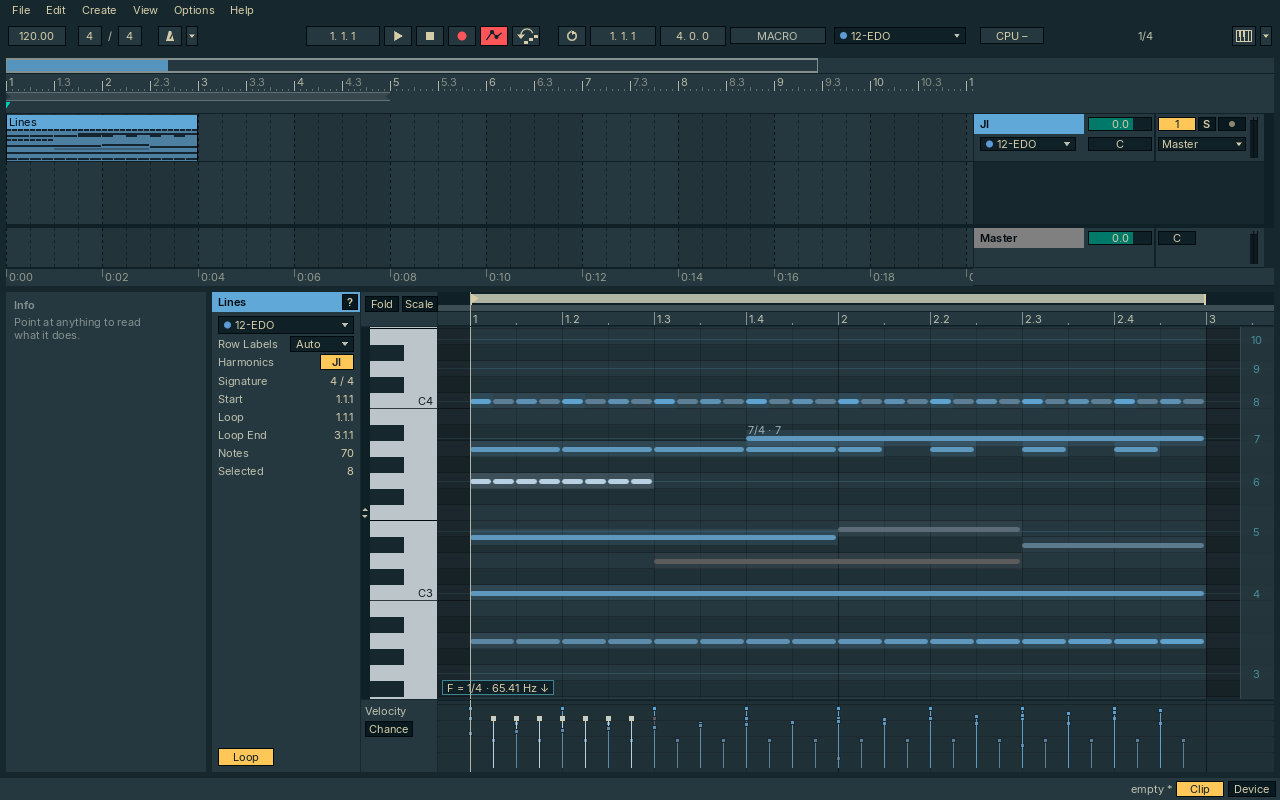 File Edit Create View Options Help
120.00 4 / 4 1. 1. 1 1. 1. 1 4. 0. 0 MACRO 12-EDO CPU – 1/4
1 1.3 2 2.3 3 3.3 4 4.3 5 5.3 6 6.3 7 7.3 8 8.3 9 9.3 10 10.3 1
Lines
JI 0.0 1 S
12-EDO C Master
Master 0.0 C
0:00 0:02 0:04 0:06 0:08 0:10 0:12 0:14 0:16 0:18
Info
Point at anything to read
what it does.
Lines ?
12-EDO
Row Labels Auto
Harmonics JI
Signature 4 / 4
Start 1.1.1
Loop 1.1.1
Loop End 3.1.1
Notes 70
Selected 8
Loop
Fold Scale
1 1.2 1.3 1.4 2 2.2 2.3 2.4 3
10
9
C4 8
7/4 · 7
7
6
5
C3 4
3
F = 1/4 · 65.41 Hz ↓
Velocity
Chance
empty * Clip Device